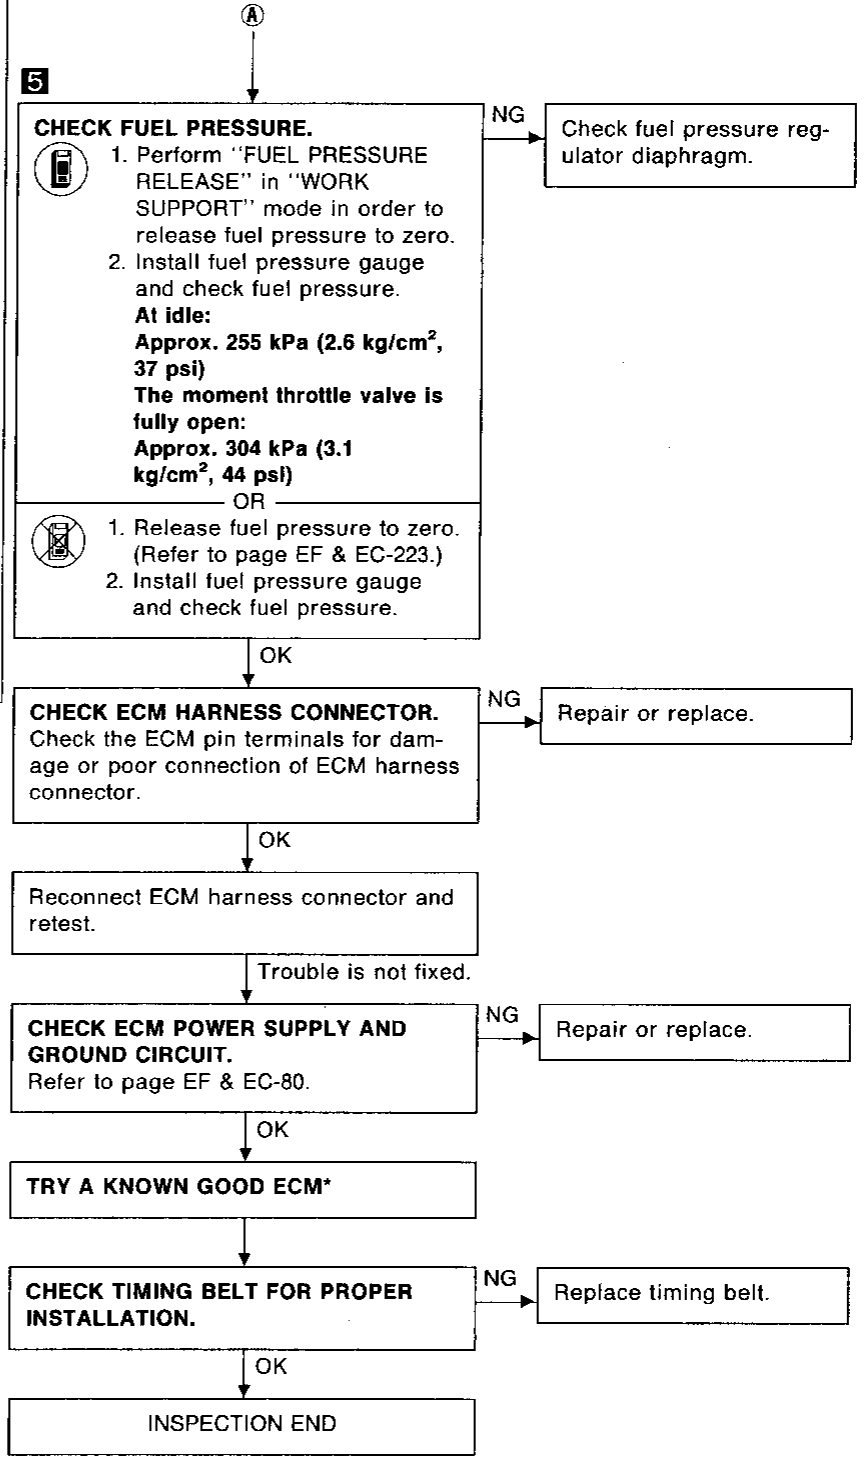 Ⓐ
5
CHECK FUEL PRESSURE.
1. Perform "FUEL PRESSURE
RELEASE" in "WORK
SUPPORT" mode in order to
release fuel pressure to zero.
2. Install fuel pressure gauge
and check fuel pressure.
At idle:
Approx. 255 kPa (2.6 kg/cm², 
37 psi)
The moment throttle valve is
fully open:
Approx. 304 kPa (3.1
kg/cm², 44 psi)
NG
Check fuel pressure reg-
ulator diaphragm.
OR
1. Release fuel pressure to zero.
(Refer to page EF & EC-223.)
2. Install fuel pressure gauge
and check fuel pressure.
OK
CHECK ECM HARNESS CONNECTOR.
Check the ECM pin terminals for dam-
age or poor connection of ECM harness
connector.
NG
Repair or replace.
OK
Reconnect ECM harness connector and
retest.
Trouble is not fixed.
CHECK ECM POWER SUPPLY AND
GROUND CIRCUIT.
Refer to page EF & EC-80.
NG
Repair or replace.
OK
TRY A KNOWN GOOD ECM*
CHECK TIMING BELT FOR PROPER
INSTALLATION.
NG
Replace timing belt.
OK
INSPECTION END